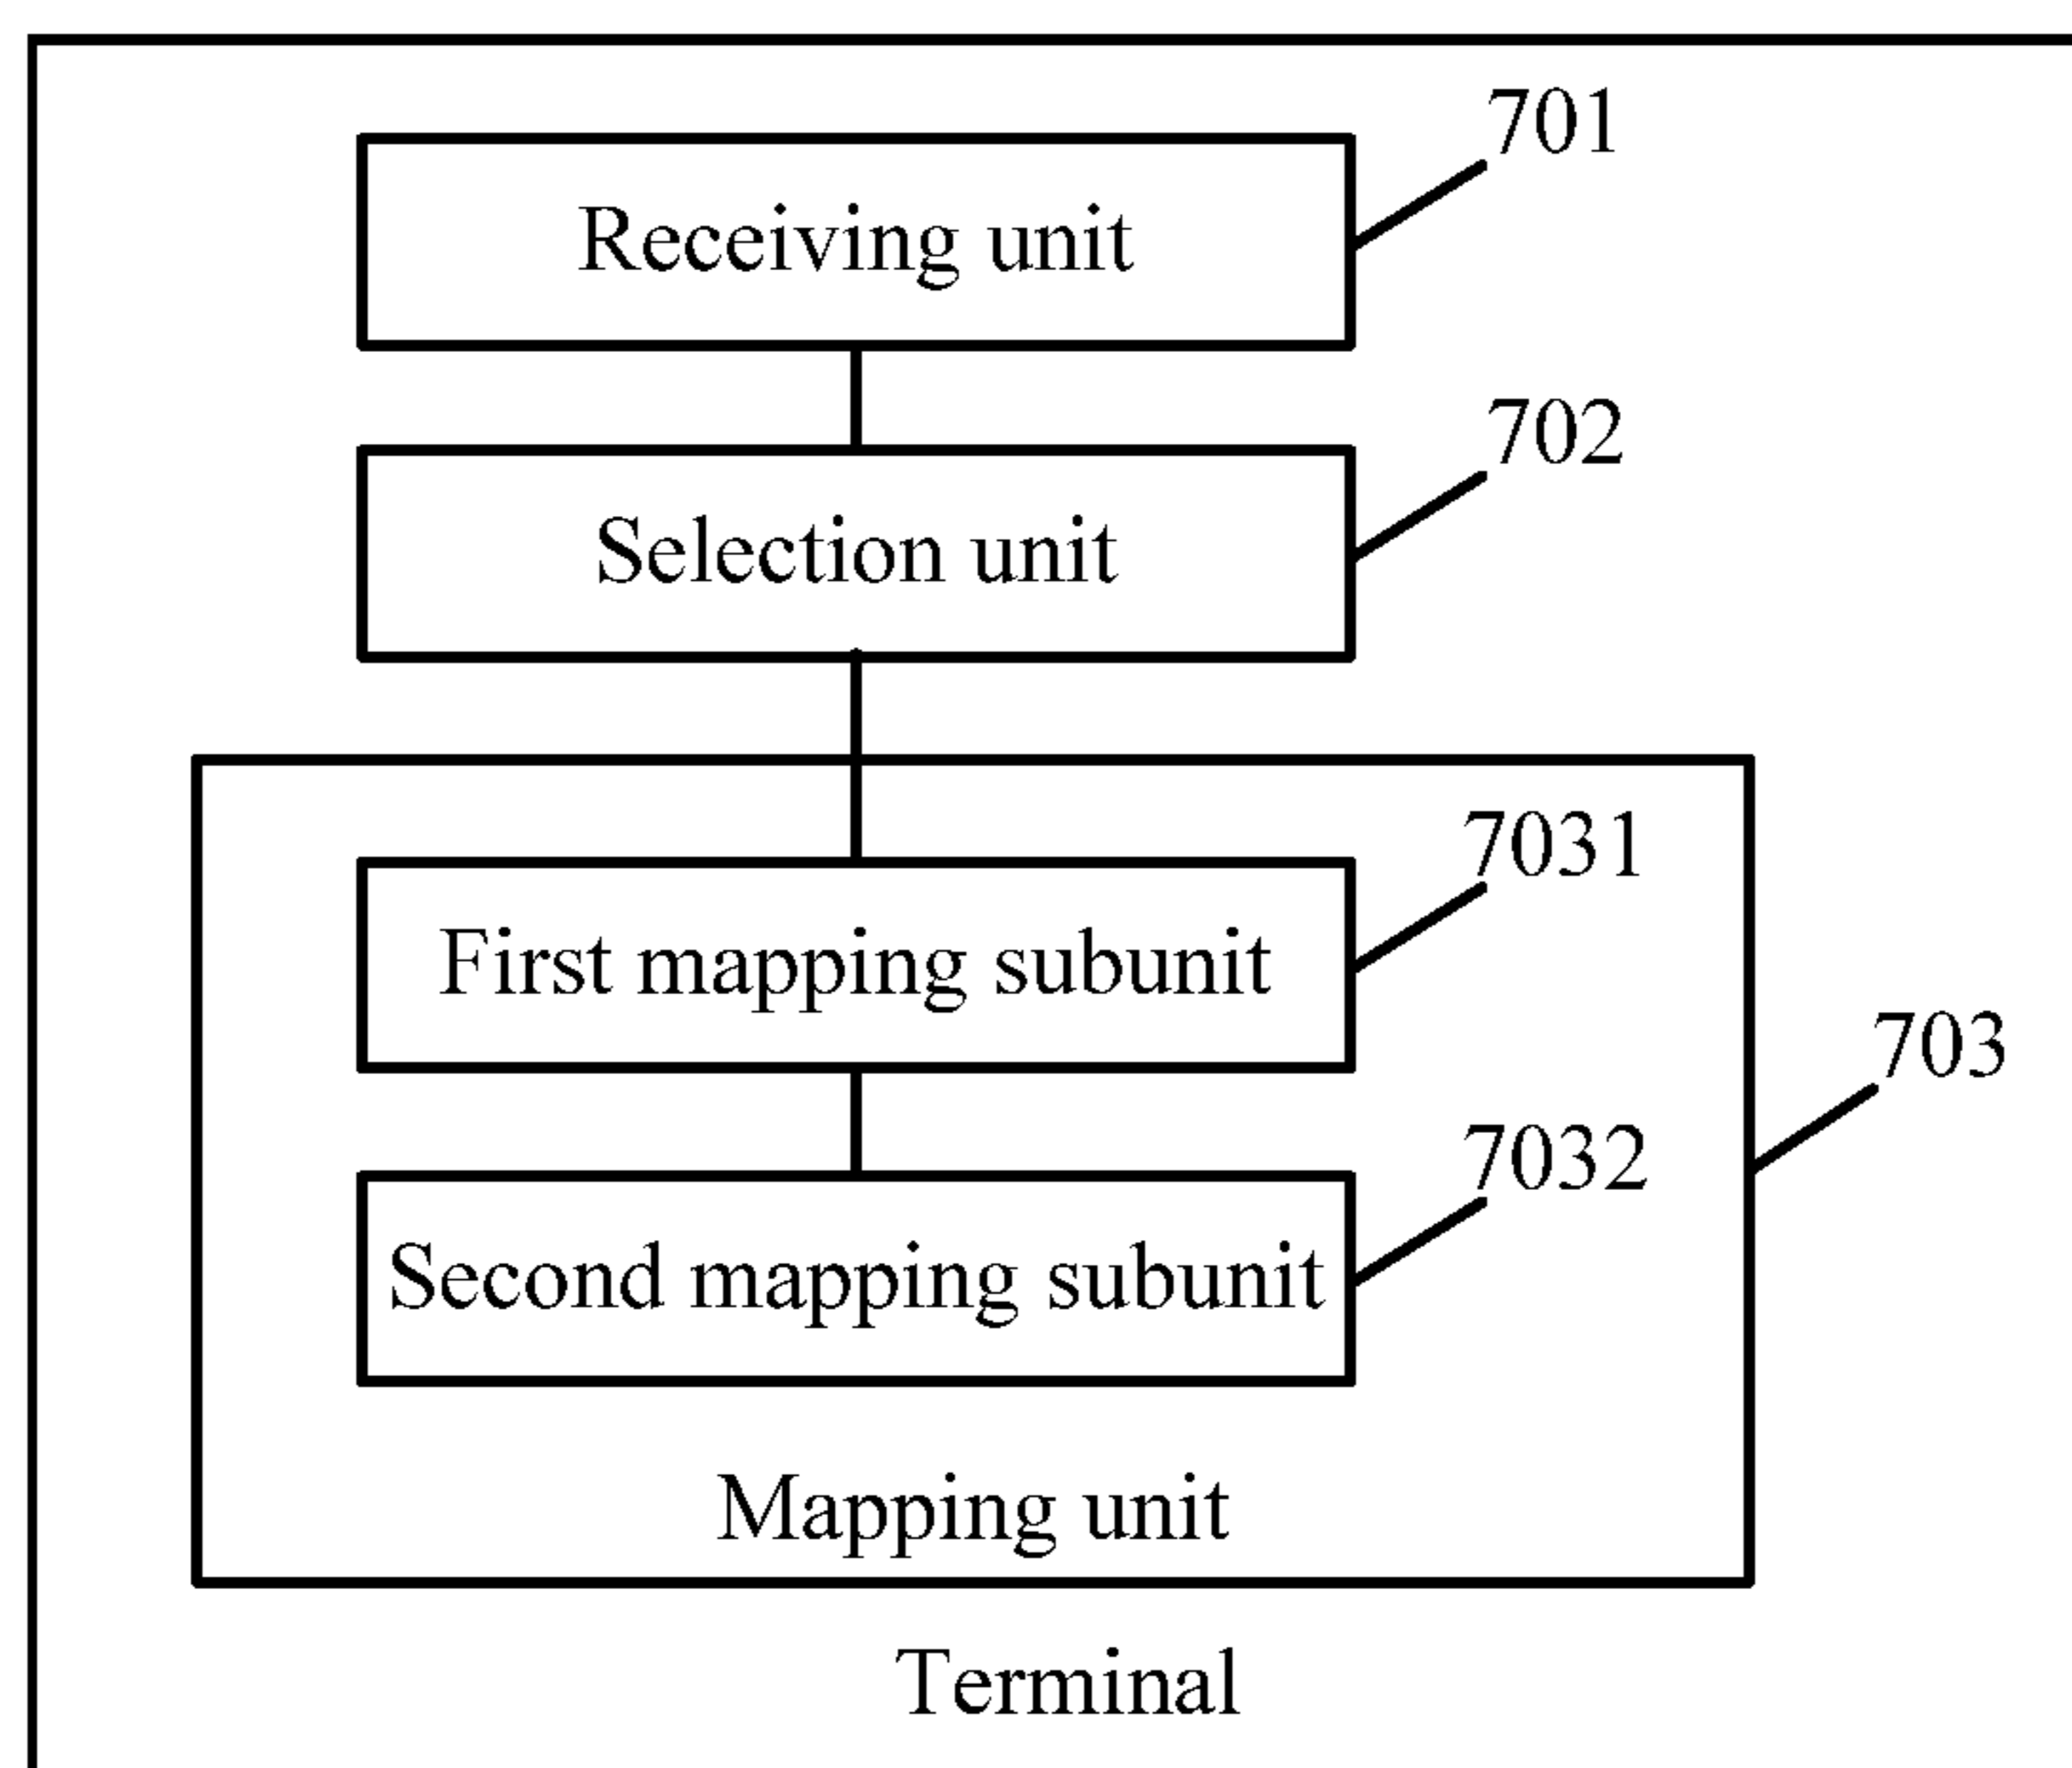 701
Receiving unit
702
Selection unit
7031
First mapping subunit
703
7032
Second mapping subunit
Mapping unit
Terminal